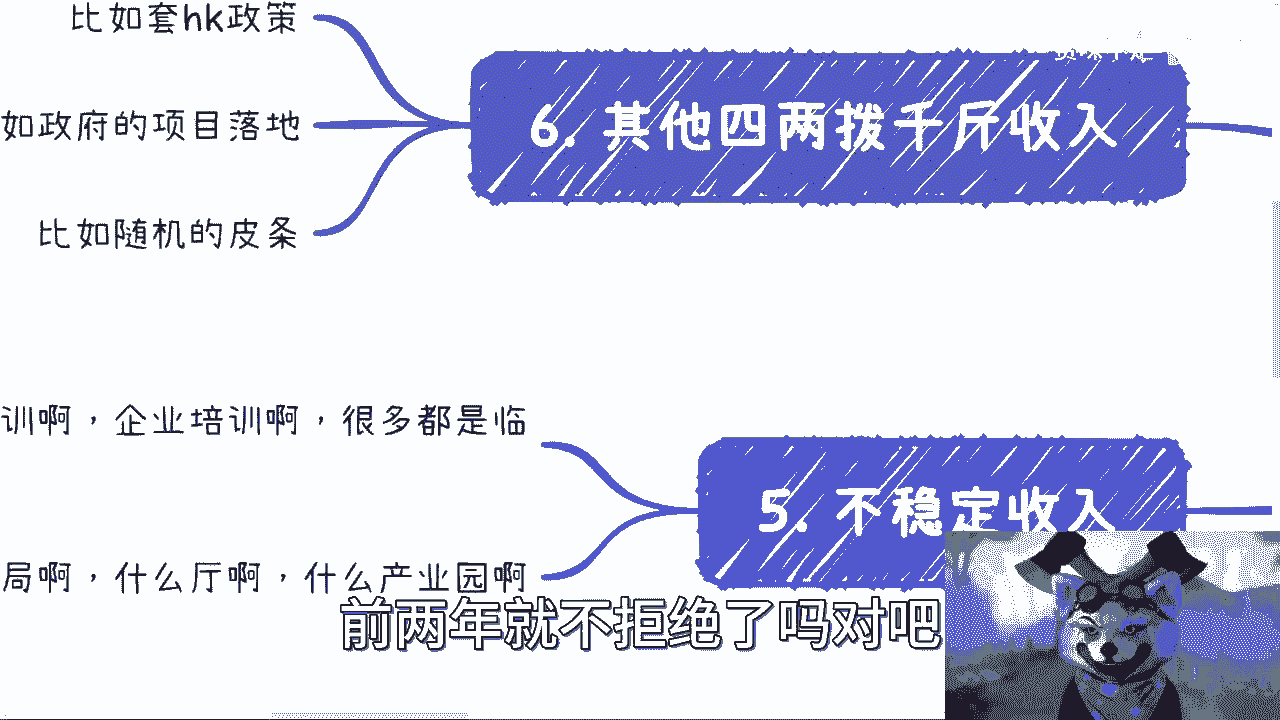 比如套hk政策
如政府的项目落地
比如随机的皮条
6. 其他四两拨千斤收入
训啊，企业培训啊，很多都是临
局啊，什么厅啊，什么产业园啊
5. 不稳定收入
前两年就不拒绝了吗对吧